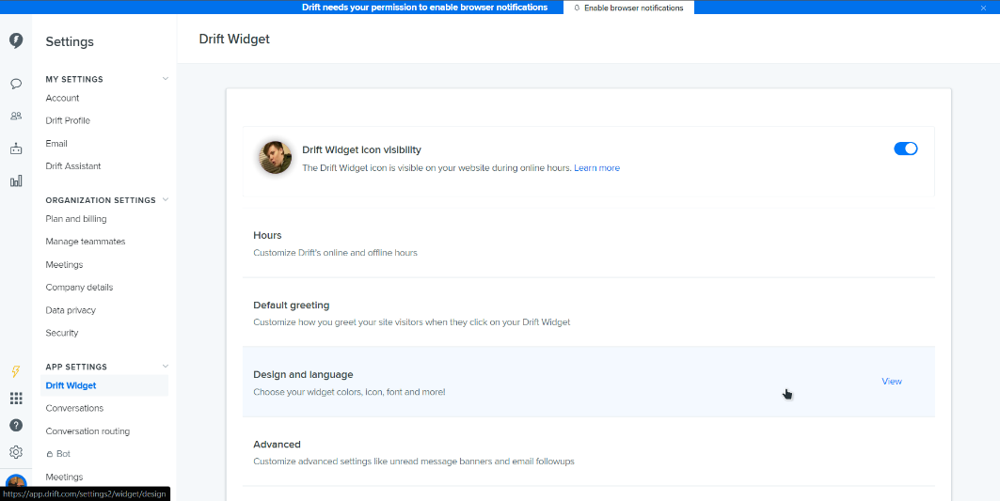 Drift needs your permission to enable browser notifications
Enable browser notifications
Settings
Drift Widget
MY SETTINGS
Account
Drift Profile
Email
Drift Assistant
ORGANIZATION SETTINGS
Plan and billing
Manage teammates
Meetings
Company details
Data privacy
Security
APP SETTINGS
Drift Widget
Conversations
Conversation routing
Bot
Meetings
https://app.drift.com/settings2/widget/design
Drift Widget icon visibility
The Drift Widget icon is visible on your website during online hours. Learn more
Hours
Customize Drift's online and offline hours
Default greeting
Customize how you greet your site visitors when they click on your Drift Widget
Design and language
Choose your widget colors, icon, font and more!
View
Advanced
Customize advanced settings like unread message banners and email followups